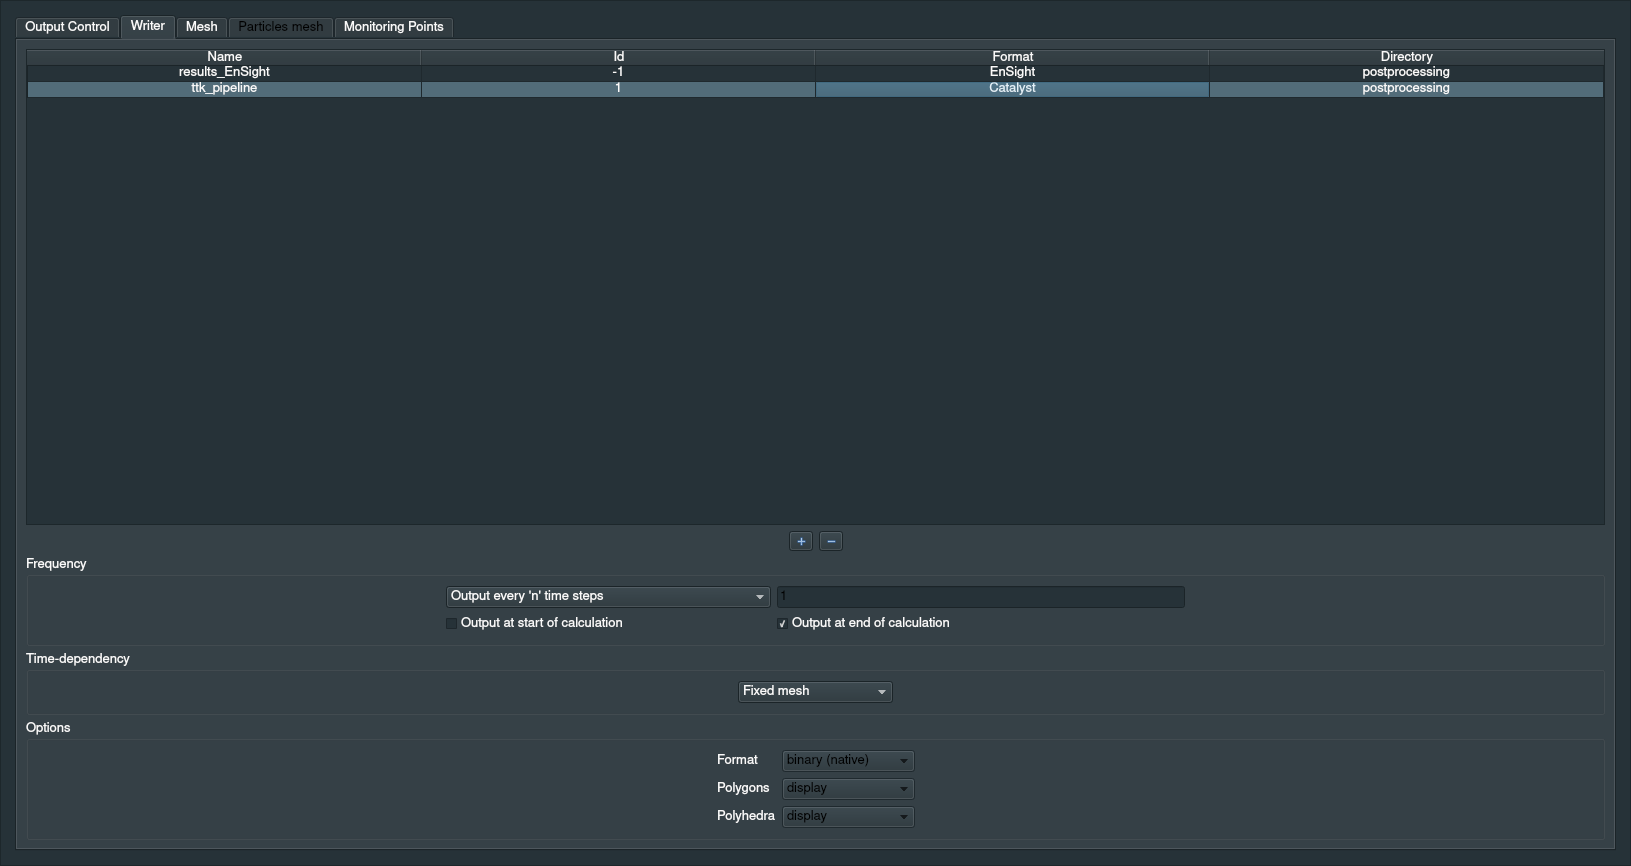 Output Control Writer Mesh Particles mesh Monitoring Points
Name Id Format Directory
results_EnSight -1 EnSight postprocessing
ttk_pipeline 1 Catalyst postprocessing
+ −
Frequency
Output every 'n' time steps 1
Output at start of calculation Output at end of calculation
Time-dependency
Fixed mesh
Options
Format binary (native)
Polygons display
Polyhedra display